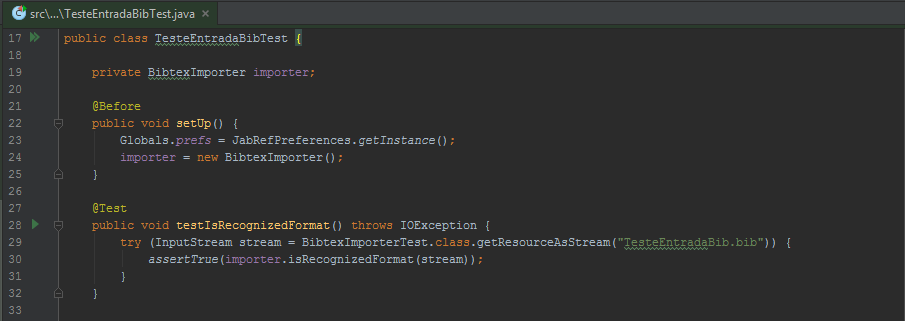 src\...\TesteEntradaBibTest.java ×
17 public class TesteEntradaBibTest {
18
19     private BibtexImporter importer;
20
21     @Before
22     public void setUp() {
23         Globals.prefs = JabRefPreferences.getInstance();
24         importer = new BibtexImporter();
25     }
26
27     @Test
28     public void testIsRecognizedFormat() throws IOException {
29         try (InputStream stream = BibtexImporterTest.class.getResourceAsStream("TesteEntradaBib.bib")) {
30             assertTrue(importer.isRecognizedFormat(stream));
31         }
32     }
33